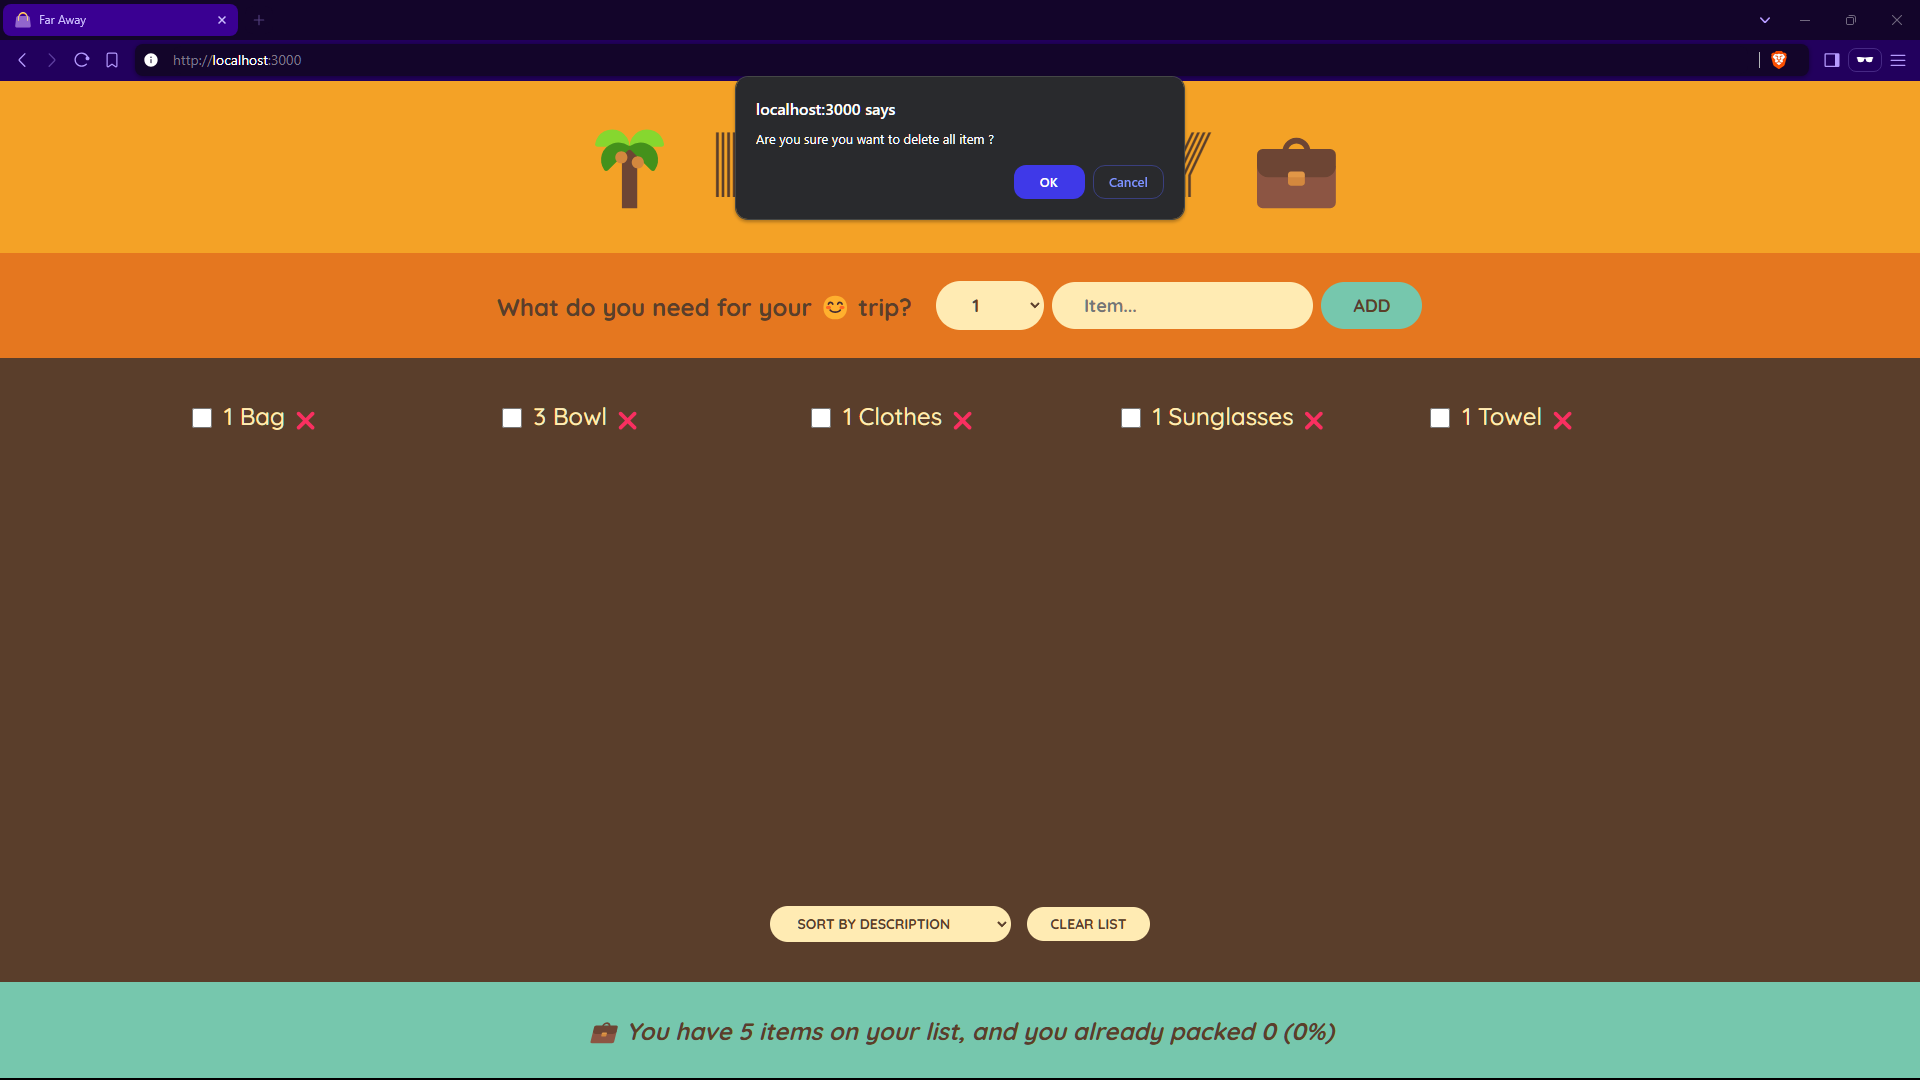 Far Away
http://localhost:3000
localhost:3000 says
Are you sure you want to delete all item ?
OK
Cancel
What do you need for your 😊 trip?
1
Item...
ADD
1 Bag ❌
3 Bowl ❌
1 Clothes ❌
1 Sunglasses ❌
1 Towel ❌
SORT BY DESCRIPTION
CLEAR LIST
💼 You have 5 items on your list, and you already packed 0 (0%)